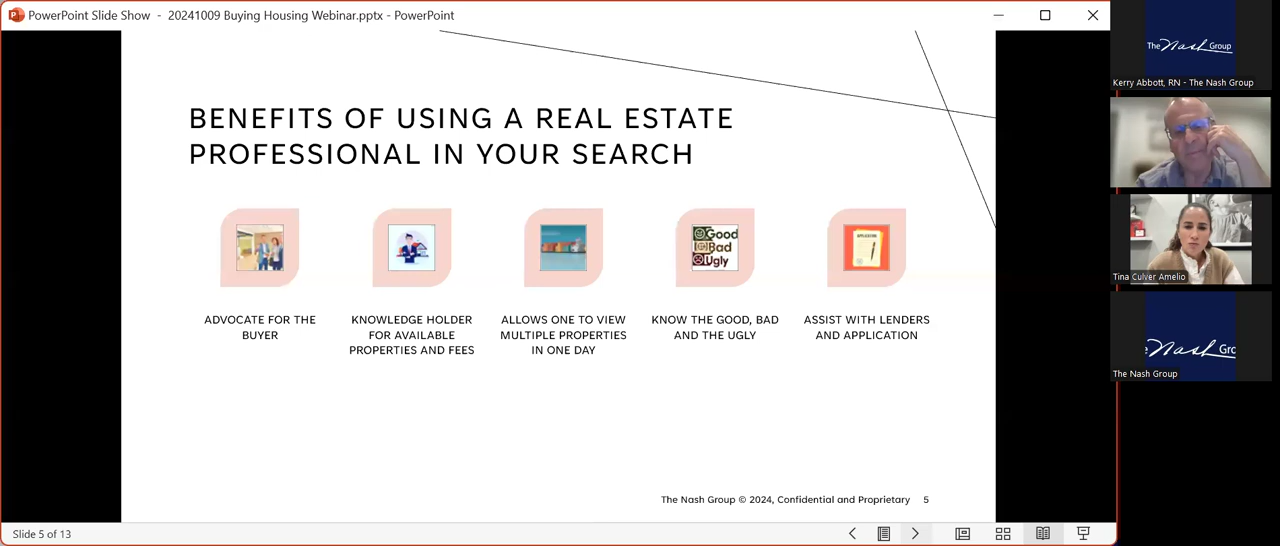 PowerPoint Slide Show - 20241009 Buying Housing Webinar.pptx - PowerPoint
BENEFITS OF USING A REAL ESTATE
PROFESSIONAL IN YOUR SEARCH
Good
Bad
Ugly
APPLICATION
ADVOCATE FOR THE
BUYER
KNOWLEDGE HOLDER
FOR AVAILABLE
PROPERTIES AND FEES
ALLOWS ONE TO VIEW
MULTIPLE PROPERTIES
IN ONE DAY
KNOW THE GOOD, BAD
AND THE UGLY
ASSIST WITH LENDERS
AND APPLICATION
The Nash Group © 2024, Confidential and Proprietary 5
Slide 5 of 13
The Nash Group
Kerry Abbott, RN - The Nash Group
Tina Culver Amelio
e Nash Grc
The Nash Group